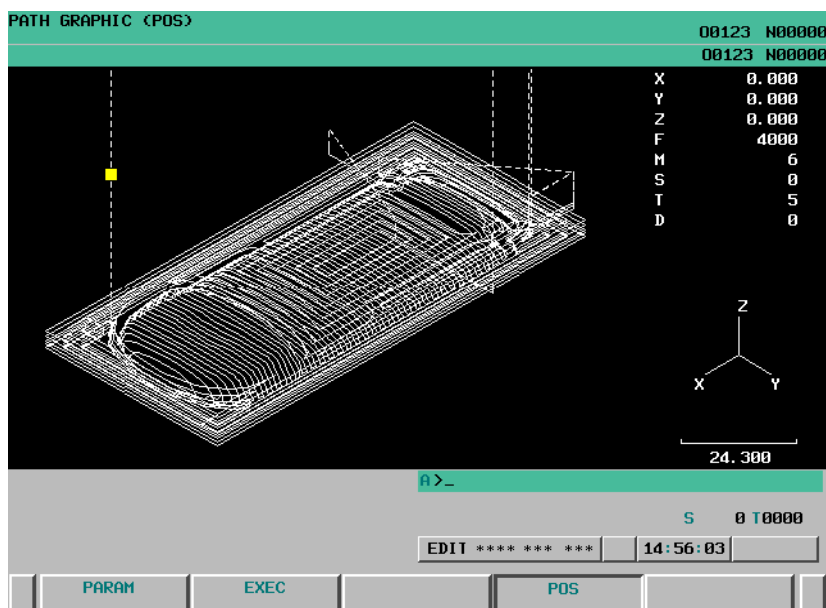 PATH GRAPHIC (POS)
O0123 N00000
O0123 N00000
X 0.000
Y 0.000
Z 0.000
F 4000
M 6
S 0
T 5
D 0
Z
X Y
24.300
A>_
S 0 T0000
EDIT **** *** *** 14:56:03
PARAM EXEC POS